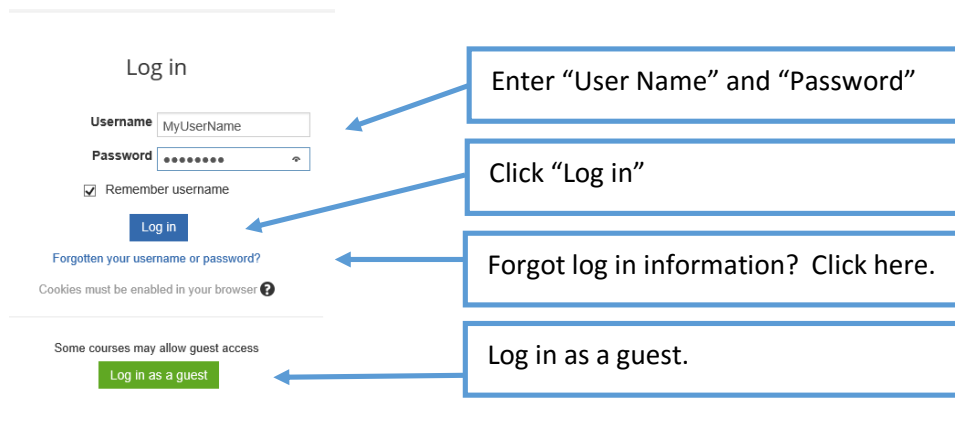 Log in
Enter “User Name” and “Password”
Username MyUserName
Password ●●●●●●●●
Click “Log in”
Remember username
Log in
Forgotten your username or password?
Forgot log in information?  Click here.
Cookies must be enabled in your browser ?
Some courses may allow guest access
Log in as a guest.
Log in as a guest